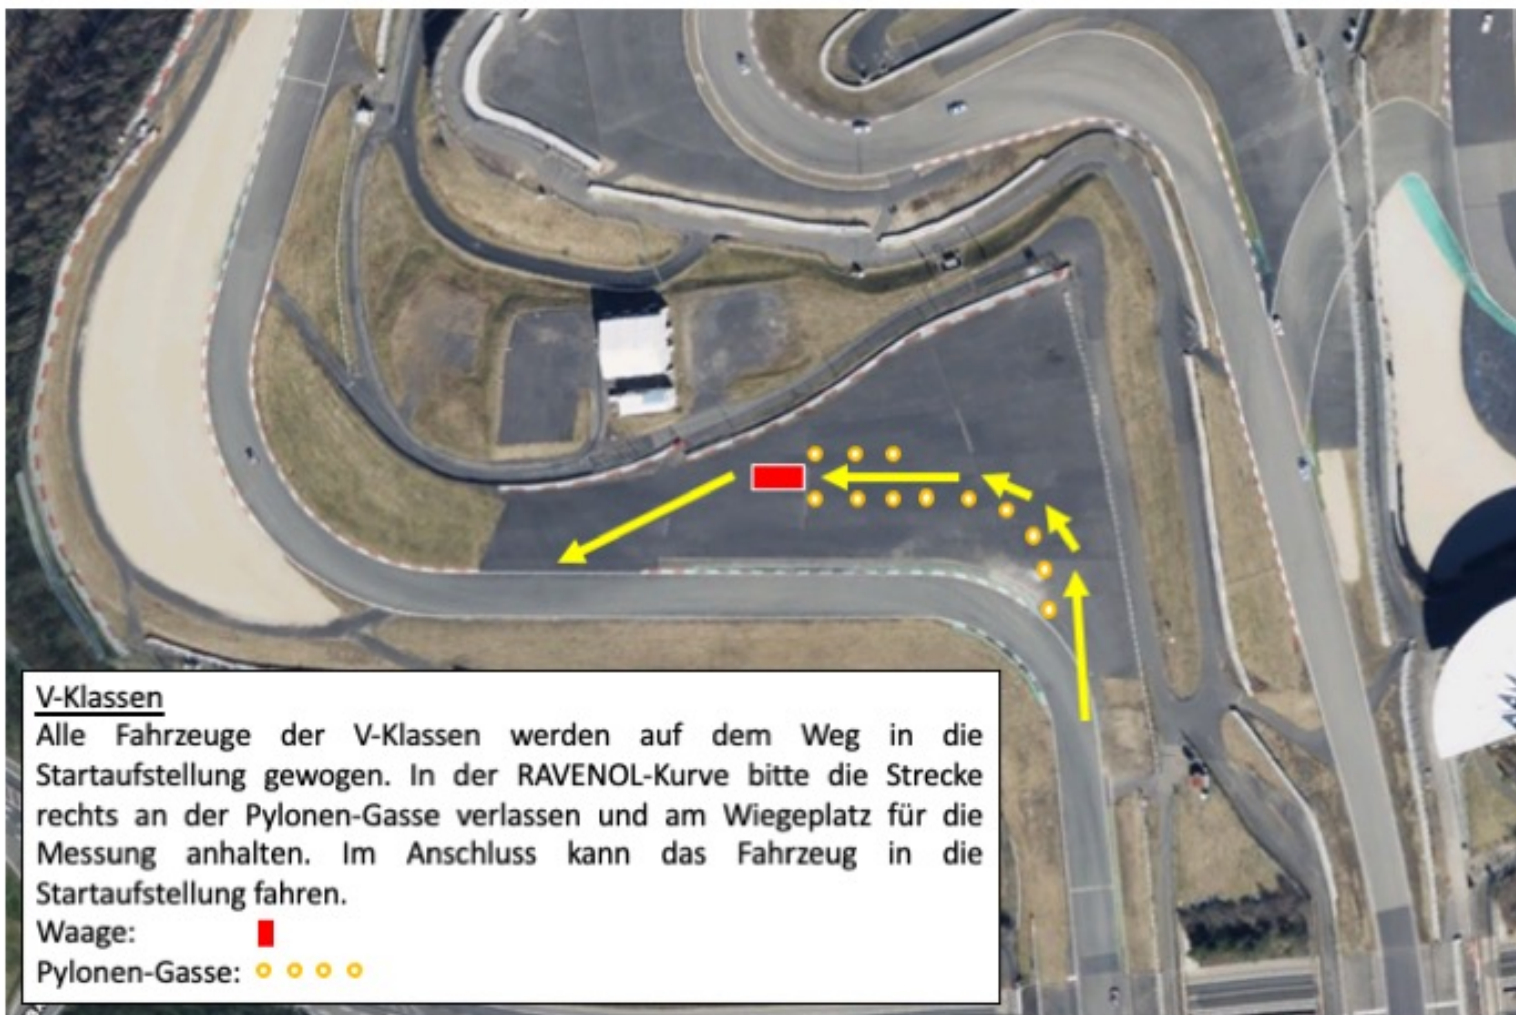 V-Klassen
Alle Fahrzeuge der V-Klassen werden auf dem Weg in die
Startaufstellung gewogen. In der RAVENOL-Kurve bitte die Strecke
rechts an der Pylonen-Gasse verlassen und am Wiegeplatz für die
Messung anhalten. Im Anschluss kann das Fahrzeug in die
Startaufstellung fahren.
Waage:
Pylonen-Gasse: